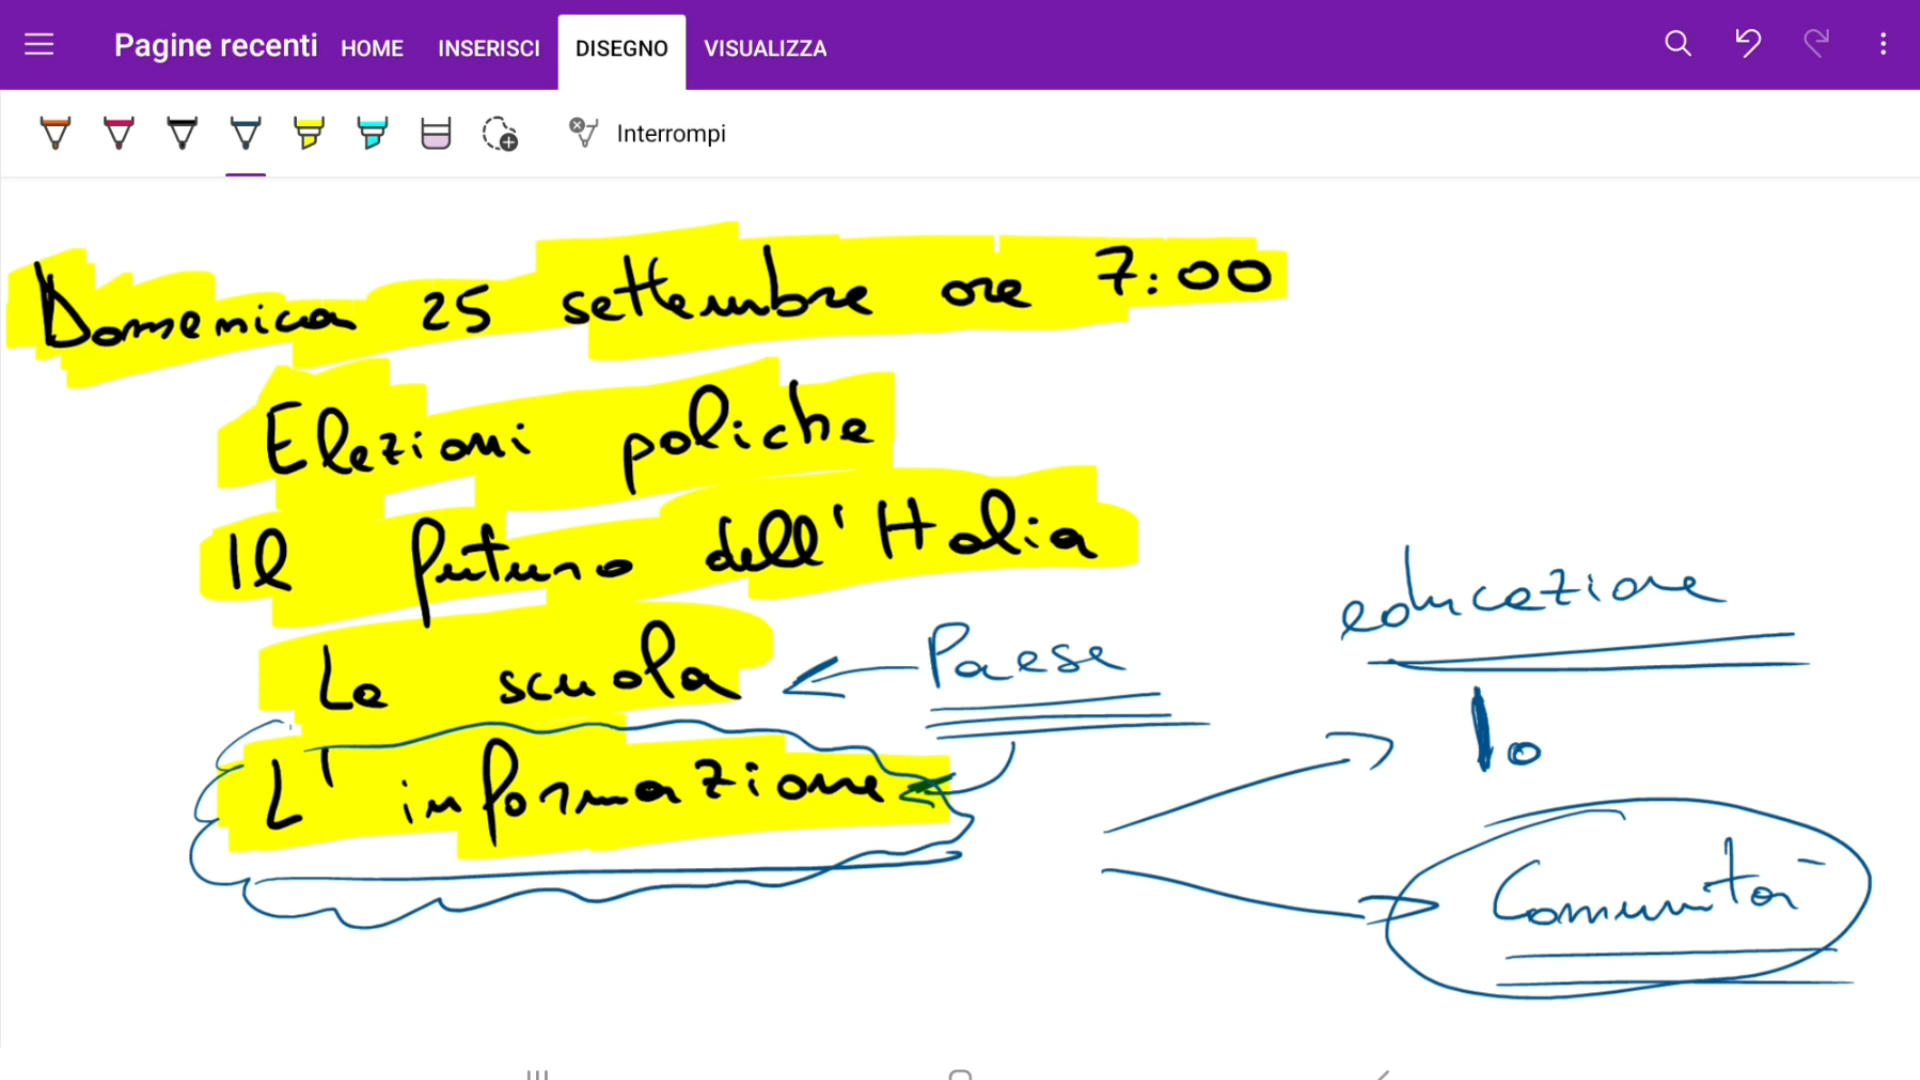 Pagine recenti HOME INSERISCI DISEGNO VISUALIZZA
Interrompi
Domenica 25 settembre ore 7:00
Elezioni poliche
Il futuro dell'Italia
La scuola
Paese
L'informazione
educazione
Io
Comunità